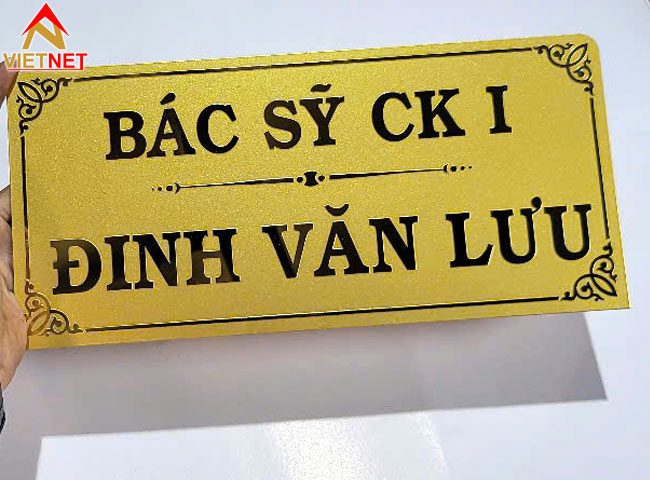 VIETNET
BÁC SỸ CK I
ĐINH VĂN LƯU